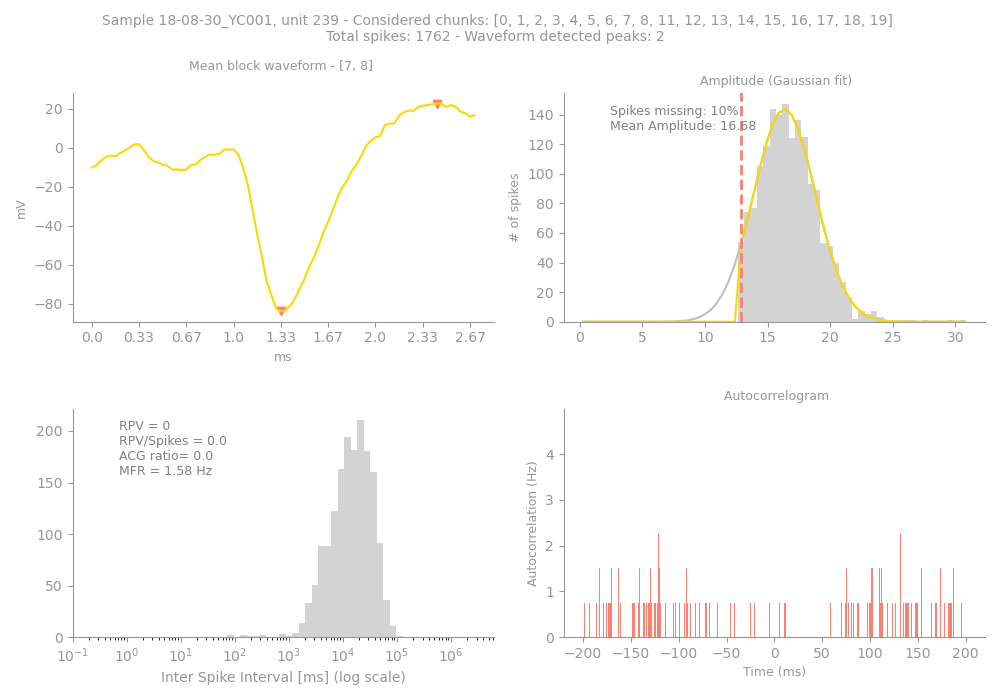 Sample 18-08-30_YC001, unit 239 - Considered chunks: [0, 1, 2, 3, 4, 5, 6, 7, 8, 11, 12, 13, 14, 15, 16, 17, 18, 19]
Total spikes: 1762 - Waveform detected peaks: 2
Mean block waveform - [7, 8]
20
0
−20
−40
−60
−80
mV
0.0 0.33 0.67 1.0 1.33 1.67 2.0 2.33 2.67
ms
Amplitude (Gaussian fit)
Spikes missing: 10%
Mean Amplitude: 16.68
140
120
100
80
60
40
20
0
# of spikes
0 5 10 15 20 25 30
RPV = 0
RPV/Spikes = 0.0
ACG ratio= 0.0
MFR = 1.58 Hz
200
150
100
50
0
10⁻¹ 10⁰ 10¹ 10² 10³ 10⁴ 10⁵ 10⁶
Inter Spike Interval [ms] (log scale)
Autocorrelogram
4
3
2
1
0
Autocorrelation (Hz)
−200 −150 −100 −50 0 50 100 150 200
Time (ms)